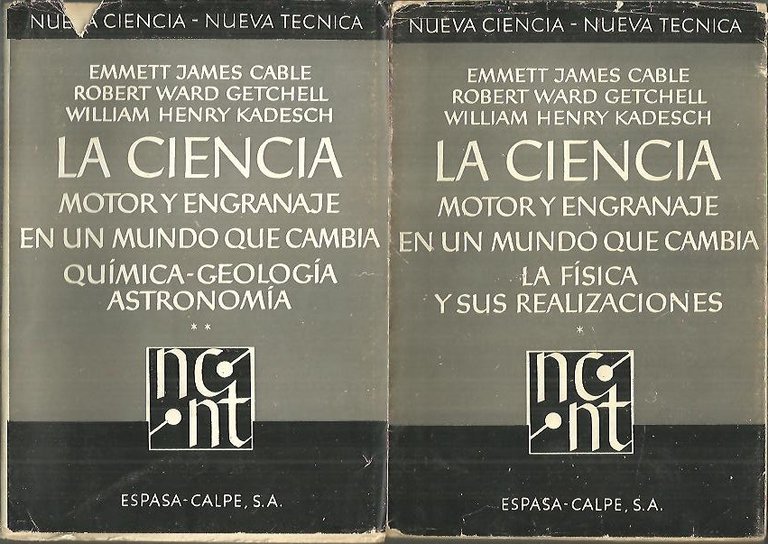 NUEVA CIENCIA - NUEVA TECNICA
EMMETT JAMES CABLE
ROBERT WARD GETCHELL
WILLIAM HENRY KADESCH
LA CIENCIA
MOTOR Y ENGRANAJE
EN UN MUNDO QUE CAMBIA
QUÍMICA-GEOLOGÍA
ASTRONOMÍA
* *
nc
nt
ESPASA-CALPE, S.A.
NUEVA CIENCIA - NUEVA TECNICA
EMMETT JAMES CABLE
ROBERT WARD GETCHELL
WILLIAM HENRY KADESCH
LA CIENCIA
MOTOR Y ENGRANAJE
EN UN MUNDO QUE CAMBIA
LA FÍSICA
Y SUS REALIZACIONES
*
nc
nt
ESPASA-CALPE, S.A.